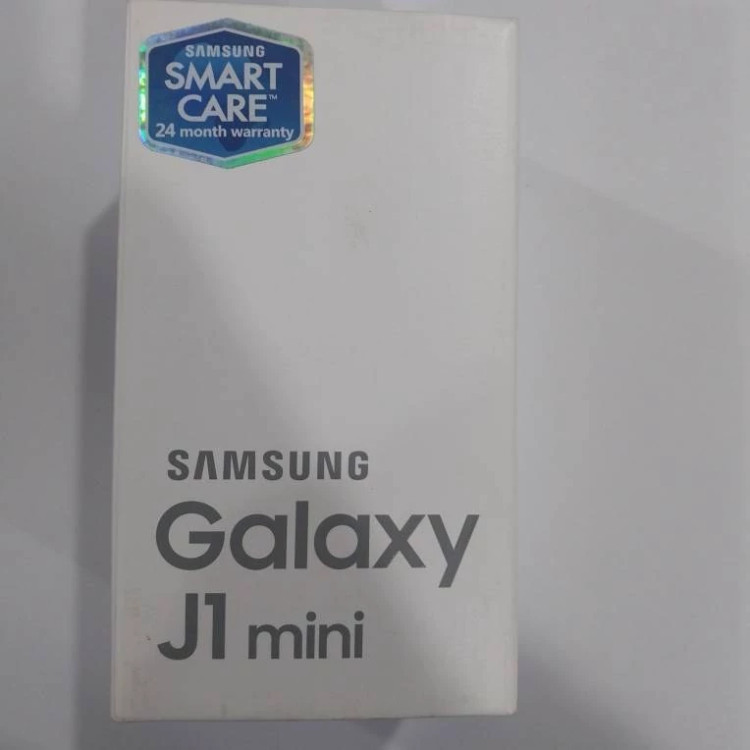 SAMSUNG
SMART
CARE™
24 month warranty
SAMSUNG
Galaxy
J1 mini